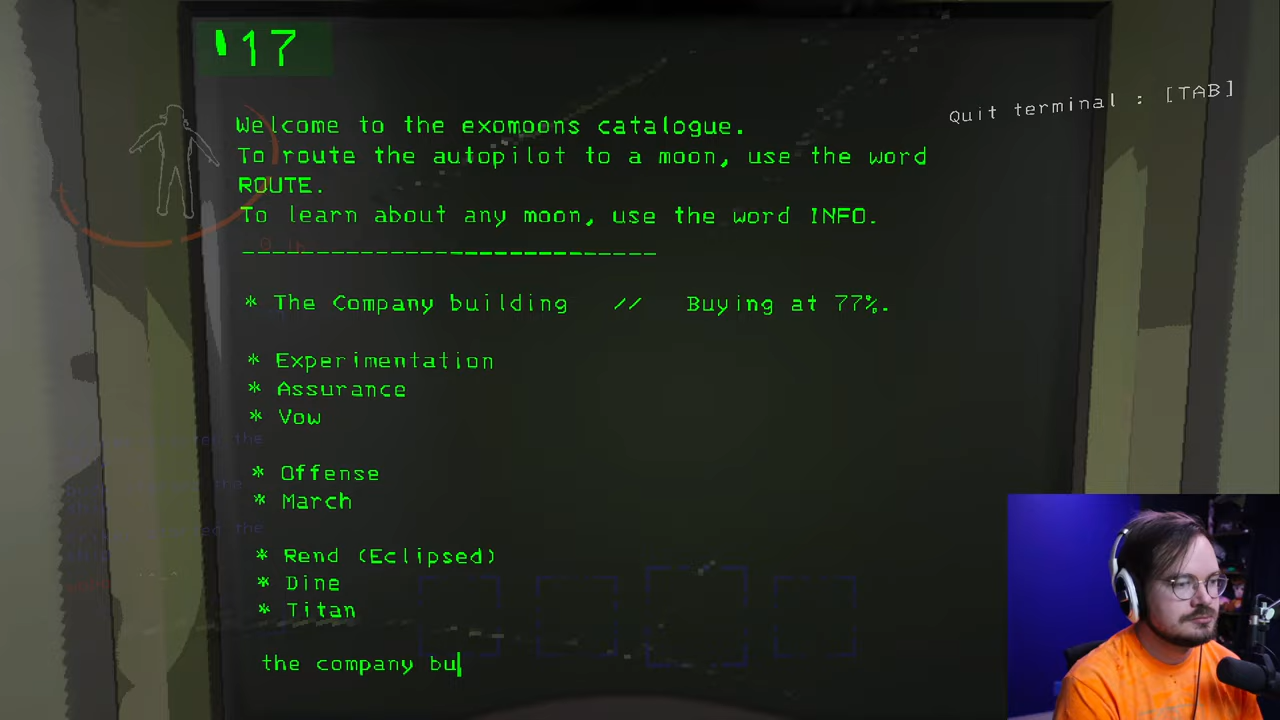 '17
Quit terminal : [TAB]
Welcome to the exomoons catalogue.
To route the autopilot to a moon, use the word
ROUTE.
To learn about any moon, use the word INFO.
----------------------------
* The Company building // Buying at 77%.
* Experimentation
* Assurance
* Vow
* Offense
* March
* Rend (Eclipsed)
* Dine
* Titan
the company bu